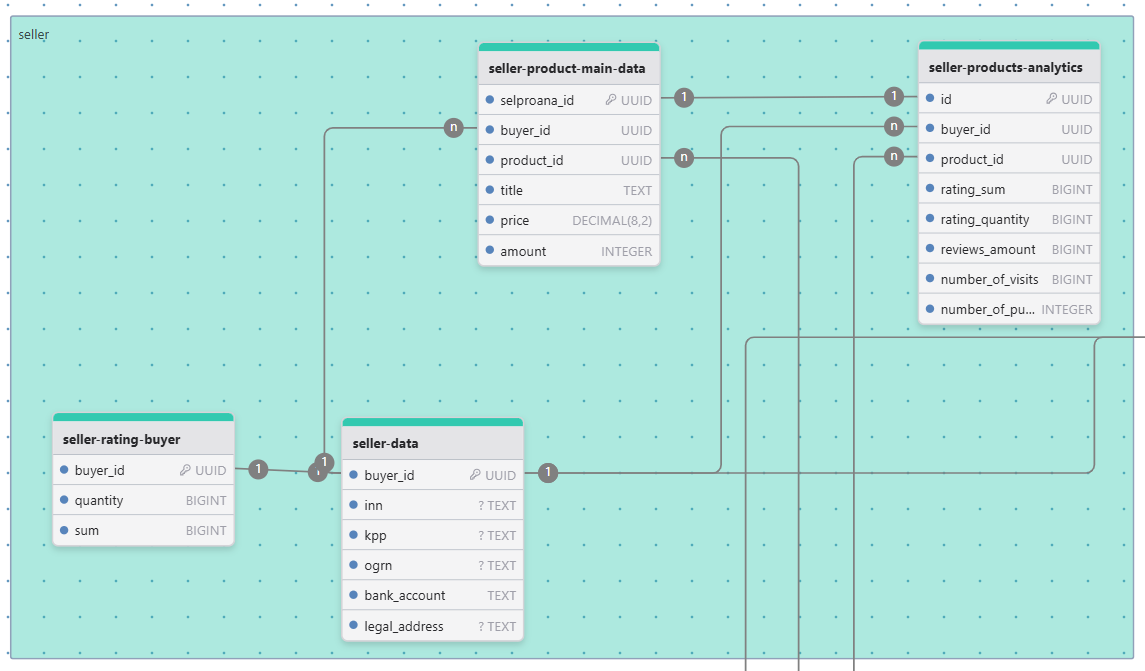 seller
seller-product-main-data
selproana_id UUID
buyer_id UUID
product_id UUID
title TEXT
price DECIMAL(8,2)
amount INTEGER
seller-products-analytics
id UUID
buyer_id UUID
product_id UUID
rating_sum BIGINT
rating_quantity BIGINT
reviews_amount BIGINT
number_of_visits BIGINT
number_of_pu... INTEGER
1
1
n
n
n
n
seller-rating-buyer
buyer_id UUID
quantity BIGINT
sum BIGINT
seller-data
buyer_id UUID
inn ? TEXT
kpp ? TEXT
ogrn ? TEXT
bank_account TEXT
legal_address ? TEXT
1
1
1